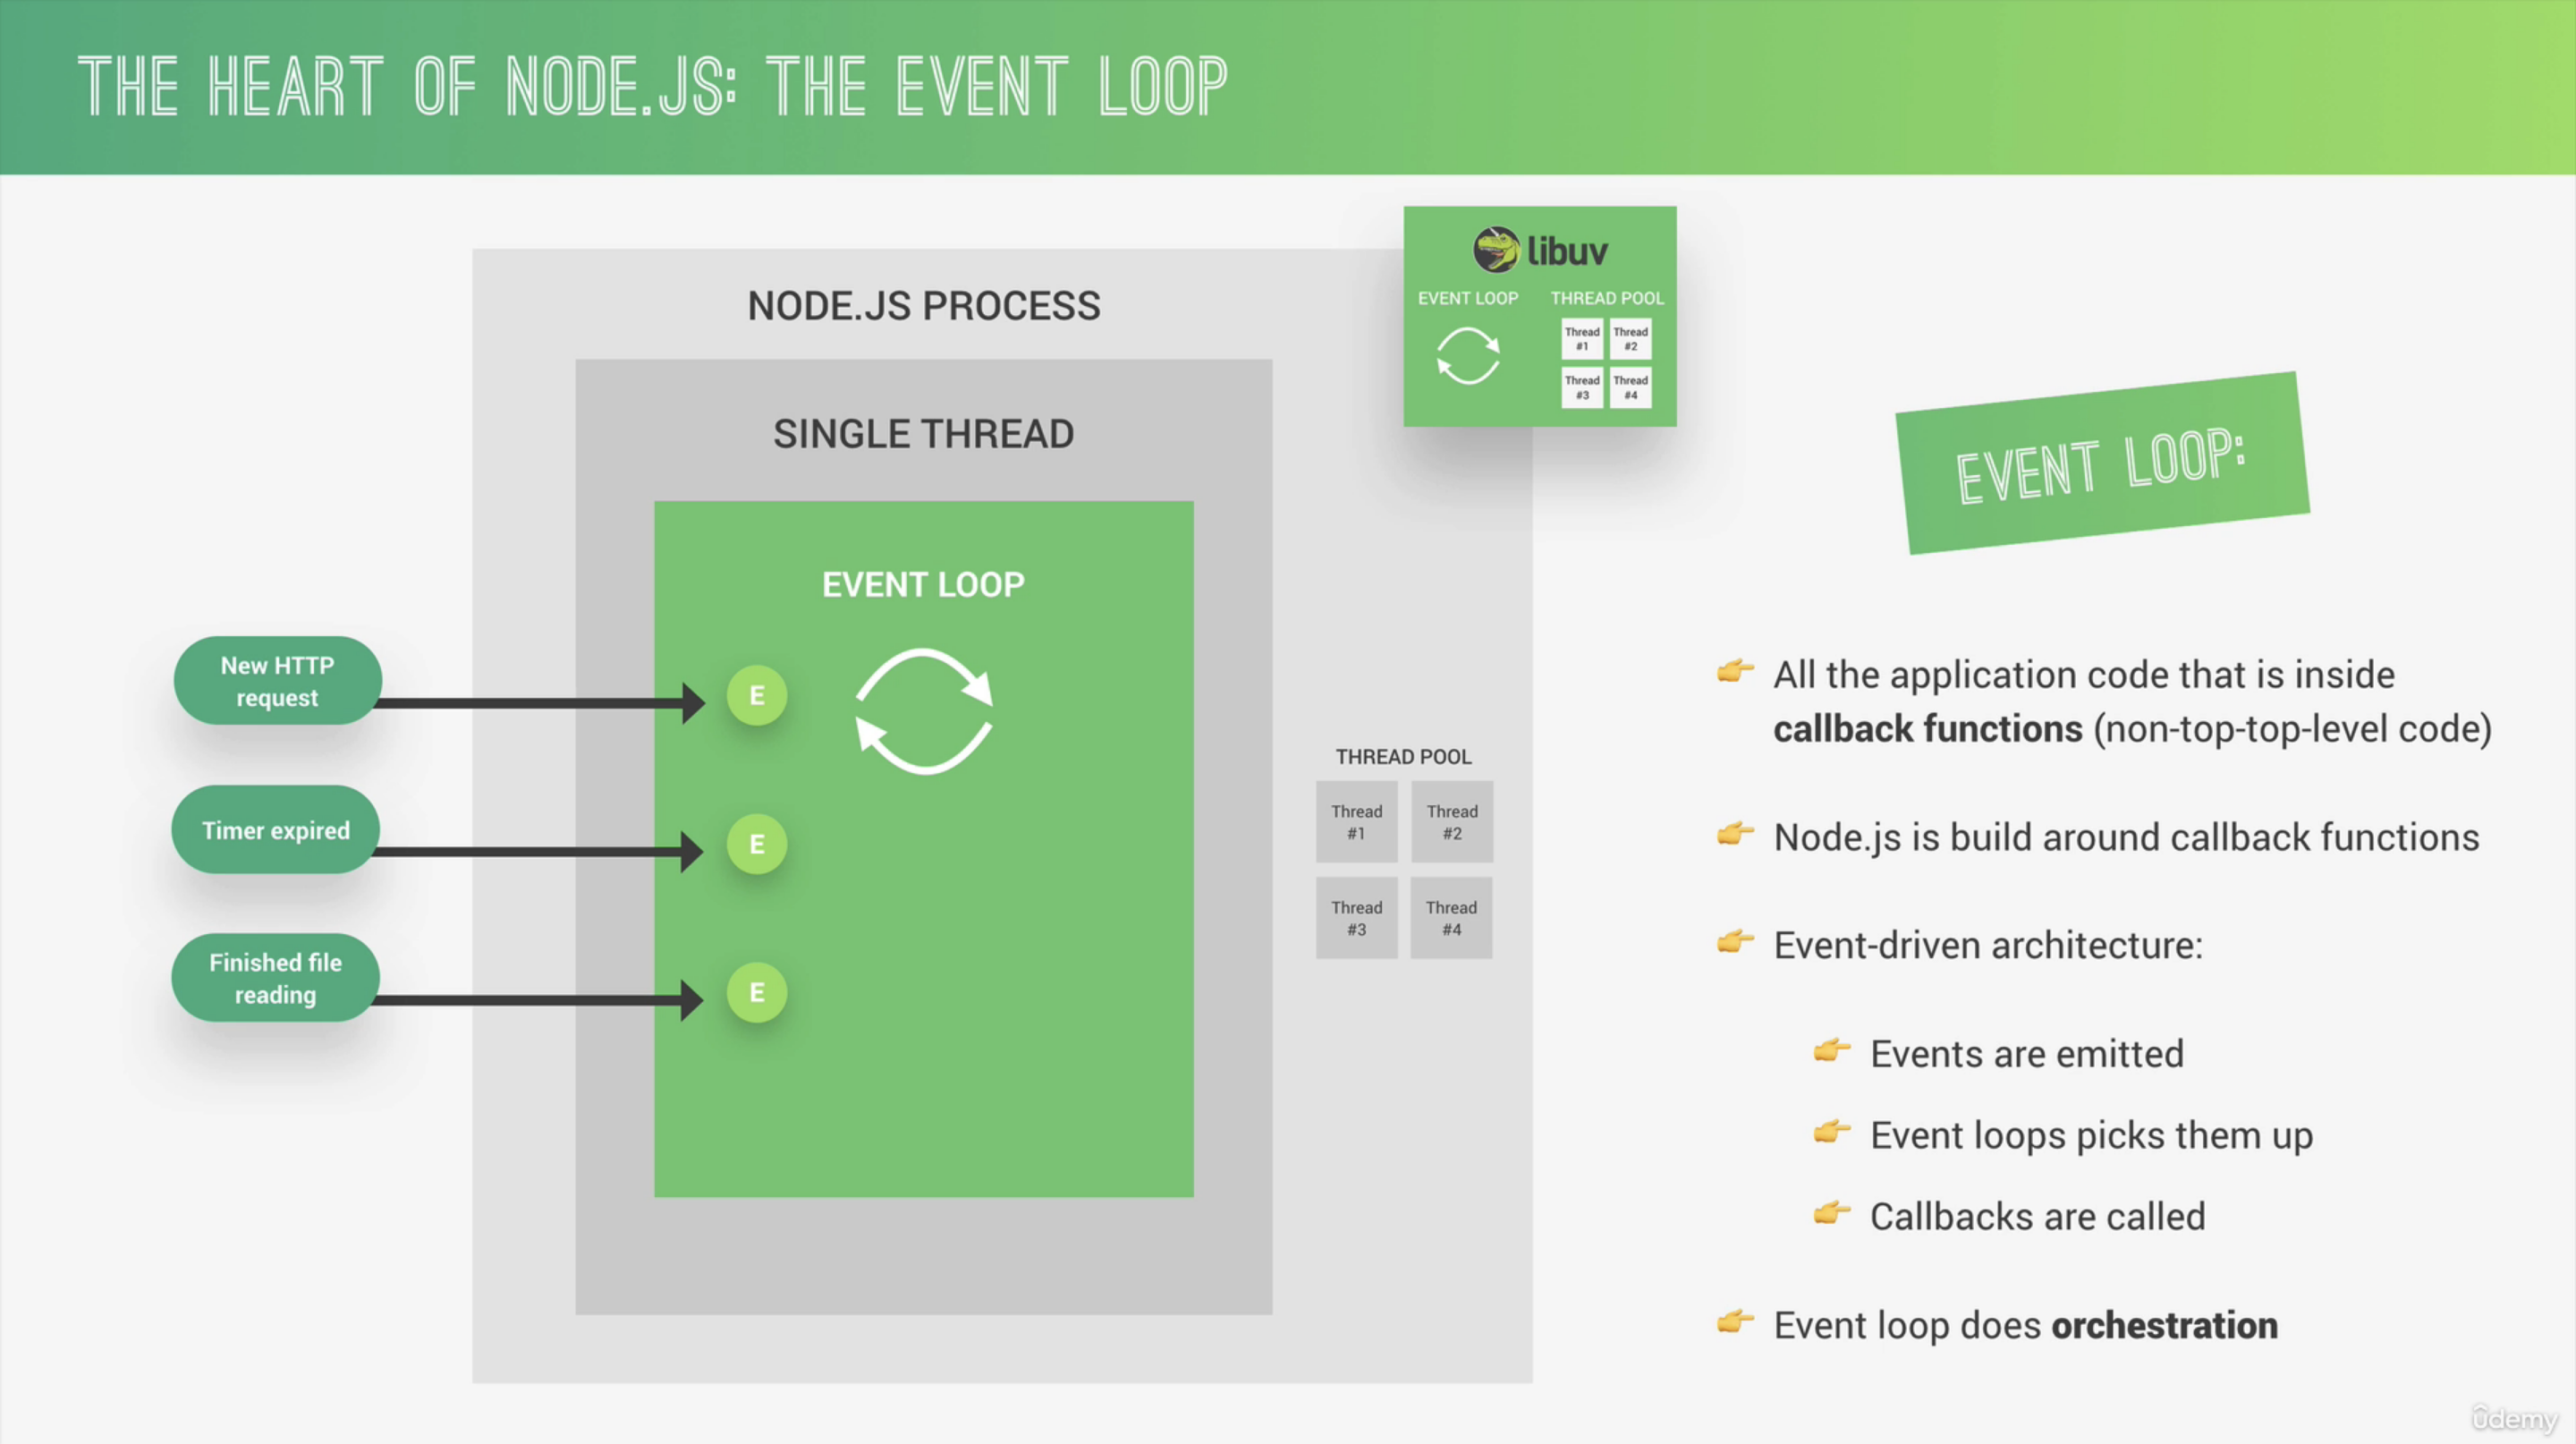 THE HEART OF NODE.JS: THE EVENT LOOP
libuv
EVENT LOOP THREAD POOL
Thread #1
Thread #2
Thread #3
Thread #4
NODE.JS PROCESS
SINGLE THREAD
EVENT LOOP
New HTTP
request
E
Timer expired
E
Finished file
reading
E
THREAD POOL
Thread
#1
Thread
#2
Thread
#3
Thread
#4
EVENT LOOP:
All the application code that is inside
callback functions (non-top-top-level code)
Node.js is build around callback functions
Event-driven architecture:
Events are emitted
Event loops picks them up
Callbacks are called
Event loop does orchestration
ûdemy